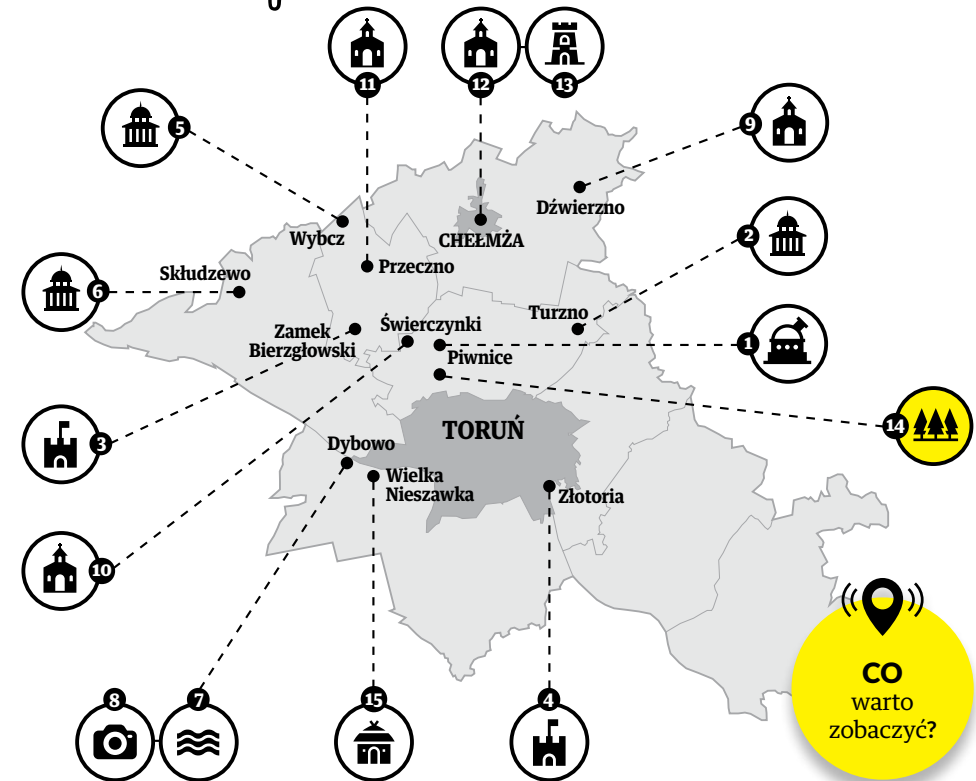 11
12
13
5
9
Dźwierzno
2
Wybcz
CHEŁMŻA
Przeczno
Skłudzewo
6
Turzno
Zamek
Bierzgłowski
Świerczynki
1
Piwnice
14
TORUŃ
3
Dybowo
Wielka
Nieszawka
Złotoria
10
CO
warto
zobaczyć?
8
7
15
4